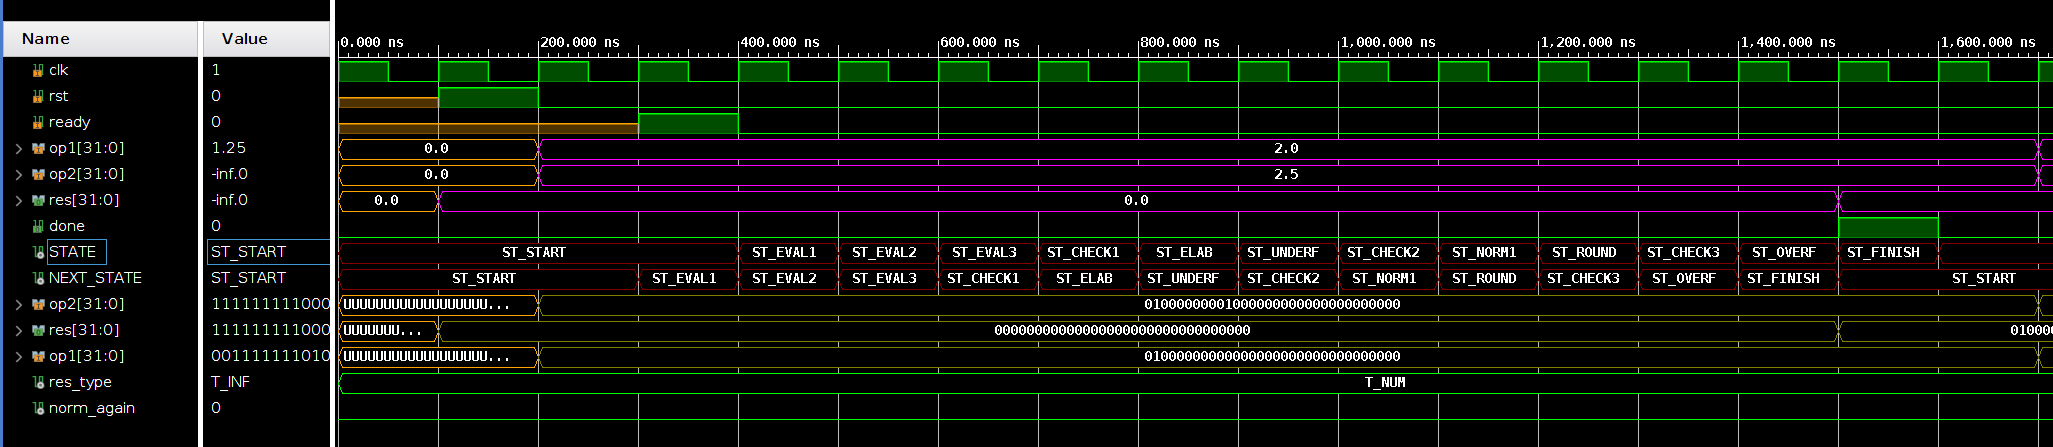 Name Value
0.000 ns 200.000 ns 400.000 ns 600.000 ns 800.000 ns 1,000.000 ns 1,200.000 ns 1,400.000 ns 1,600.000 ns
clk 1
rst 0
ready 0
op1[31:0] 1.25 0.0 2.0
op2[31:0] -inf.0 0.0 2.5
res[31:0] -inf.0 0.0 0.0
done 0
STATE ST_START ST_START ST_EVAL1 ST_EVAL2 ST_EVAL3 ST_CHECK1 ST_ELAB ST_UNDERF ST_CHECK2 ST_NORM1 ST_ROUND ST_CHECK3 ST_OVERF ST_FINISH
NEXT_STATE ST_START ST_START ST_EVAL1 ST_EVAL2 ST_EVAL3 ST_CHECK1 ST_ELAB ST_UNDERF ST_CHECK2 ST_NORM1 ST_ROUND ST_CHECK3 ST_OVERF ST_FINISH ST_START
op2[31:0] 111111111000 UUUUUUUUUUUUUUUUUU... 01000000001000000000000000000000
res[31:0] 111111111000 UUUUUUU... 00000000000000000000000000000000 010000
op1[31:0] 001111111010 UUUUUUUUUUUUUUUUUU... 01000000000000000000000000000000
res_type T_INF T_NUM
norm_again 0